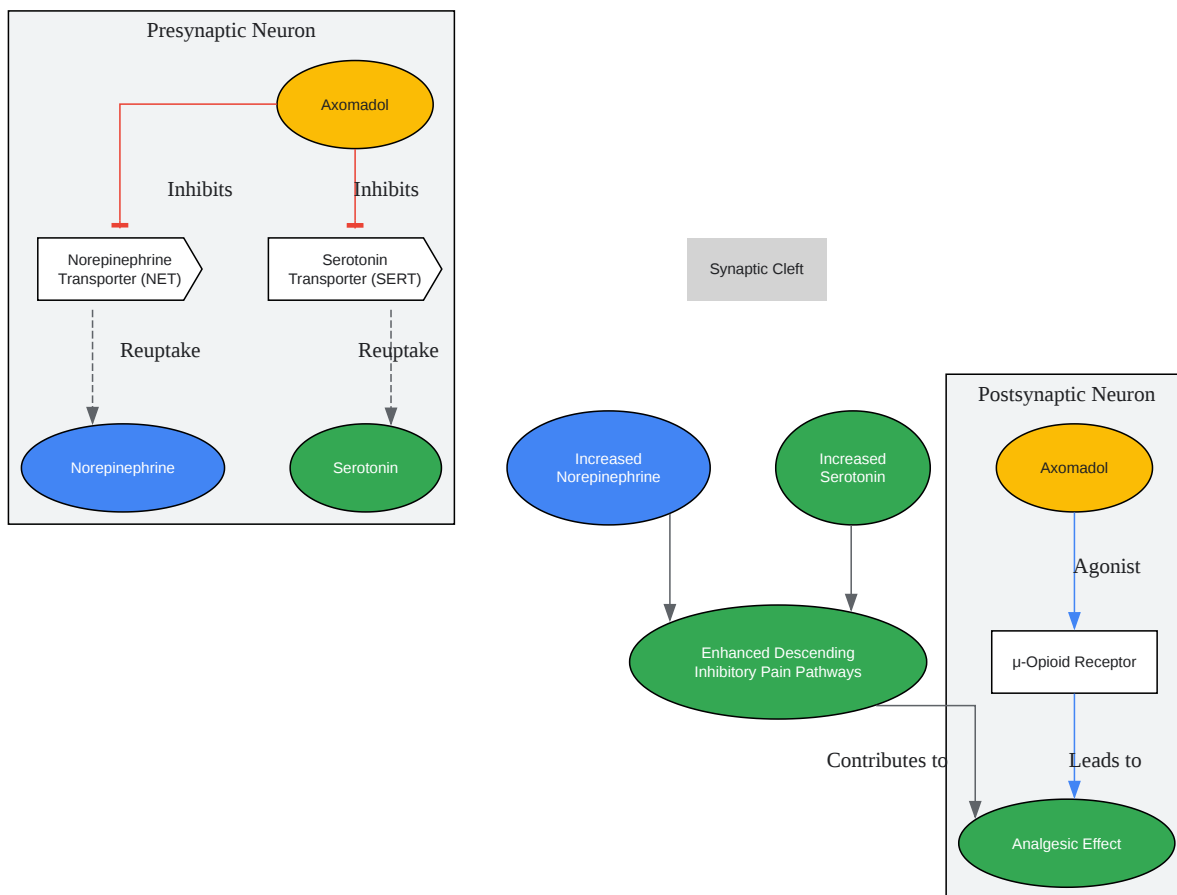 Presynaptic Neuron
Axomadol
Inhibits
Inhibits
Norepinephrine
Transporter (NET)
Serotonin
Transporter (SERT)
Reuptake
Reuptake
Norepinephrine
Serotonin
Synaptic Cleft
Increased
Norepinephrine
Increased
Serotonin
Enhanced Descending
Inhibitory Pain Pathways
Contributes to
Postsynaptic Neuron
Axomadol
Agonist
μ-Opioid Receptor
Leads to
Analgesic Effect